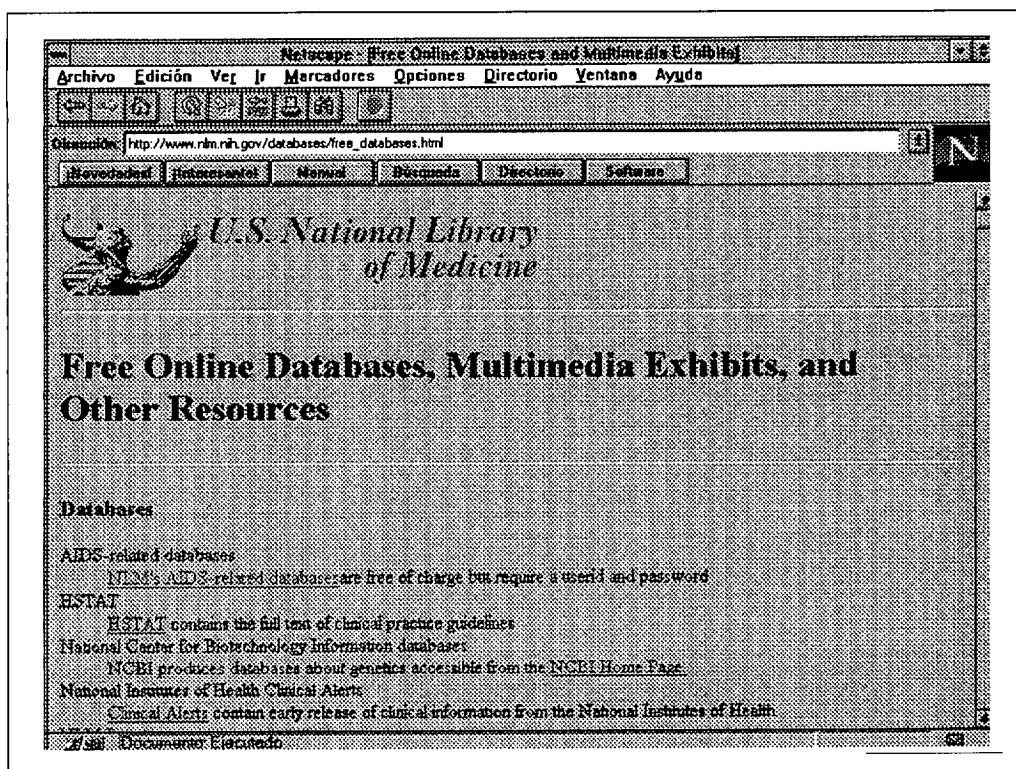 Netscape - [Free Online Databases and Multimedia Exhibits]
Archivo Edición Ver Ir Marcadores Opciones Directorio Ventana Ayuda
Dirección: http://www.nlm.nih.gov/databases/free_databases.html
¡Novedades! ¡Interesante! Manual Búsqueda Directorio Software
N
U.S. National Library
of Medicine
Free Online Databases, Multimedia Exhibits, and
Other Resources
Databases
AIDS-related databases
NLM's AIDS-related databases are free of charge but require a userid and password
HSTAT
HSTAT contains the full text of clinical practice guidelines
National Center for Biotechnology Information databases
NCBI produces databases about genetics accessible from the NCBI Home Page.
National Institutes of Health Clinical Alerts
Clinical Alerts contain early release of clinical information from the National Institutes of Health
Documento: Ejecutado